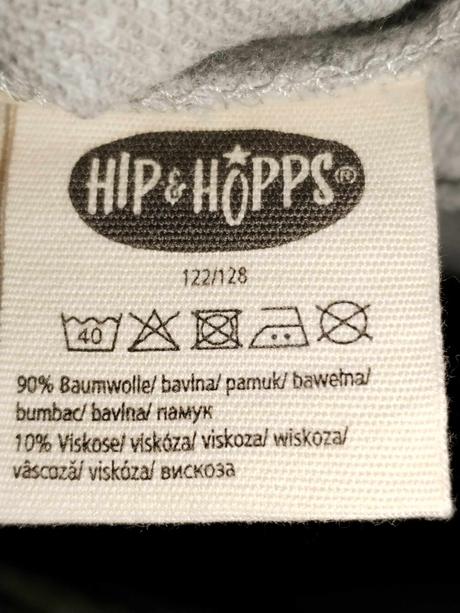 HIP & HOPPS®
122/128
40
90% Baumwolle/ bavlna/ pamuk/ bawełna/
bumbac/ bavlna/ памук
10% Viskose/ viskóza/ viskoza/ wiskoza/
vâscoză/ viskóza/ вискоза